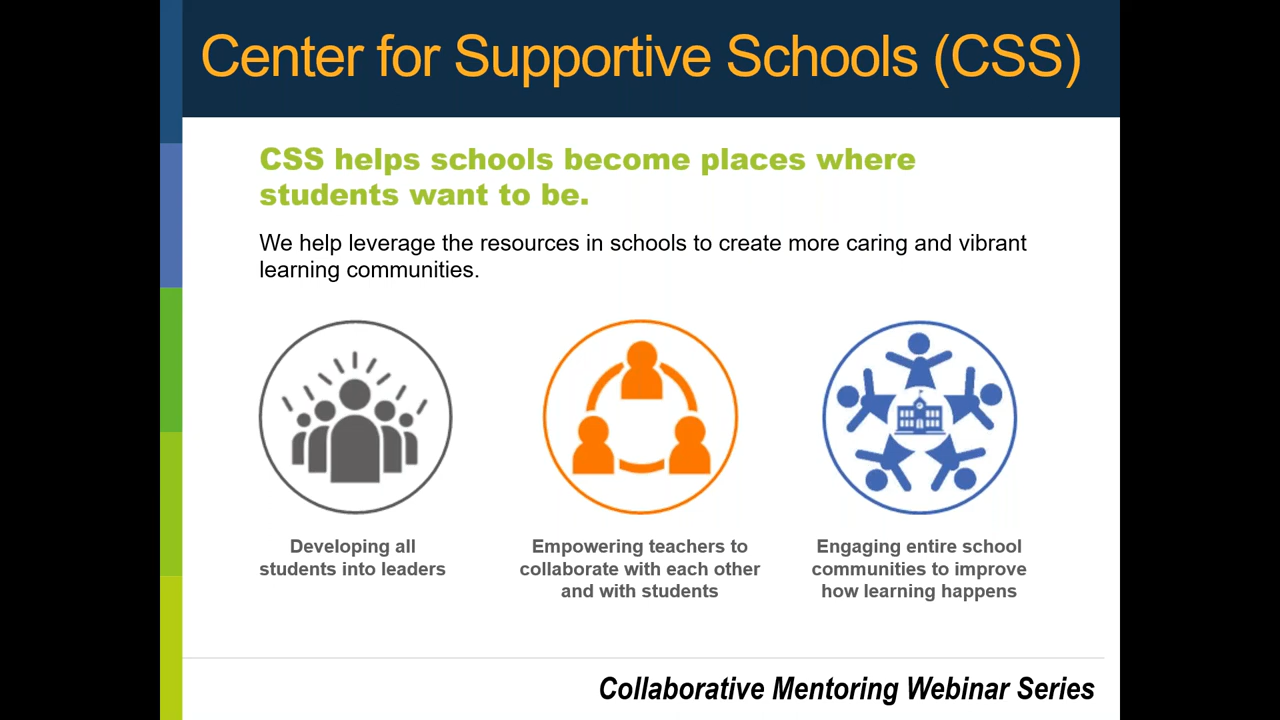 Center for Supportive Schools (CSS)
CSS helps schools become places where
students want to be.
We help leverage the resources in schools to create more caring and vibrant
learning communities.
Developing all
students into leaders
Empowering teachers to
collaborate with each other
and with students
Engaging entire school
communities to improve
how learning happens
Collaborative Mentoring Webinar Series